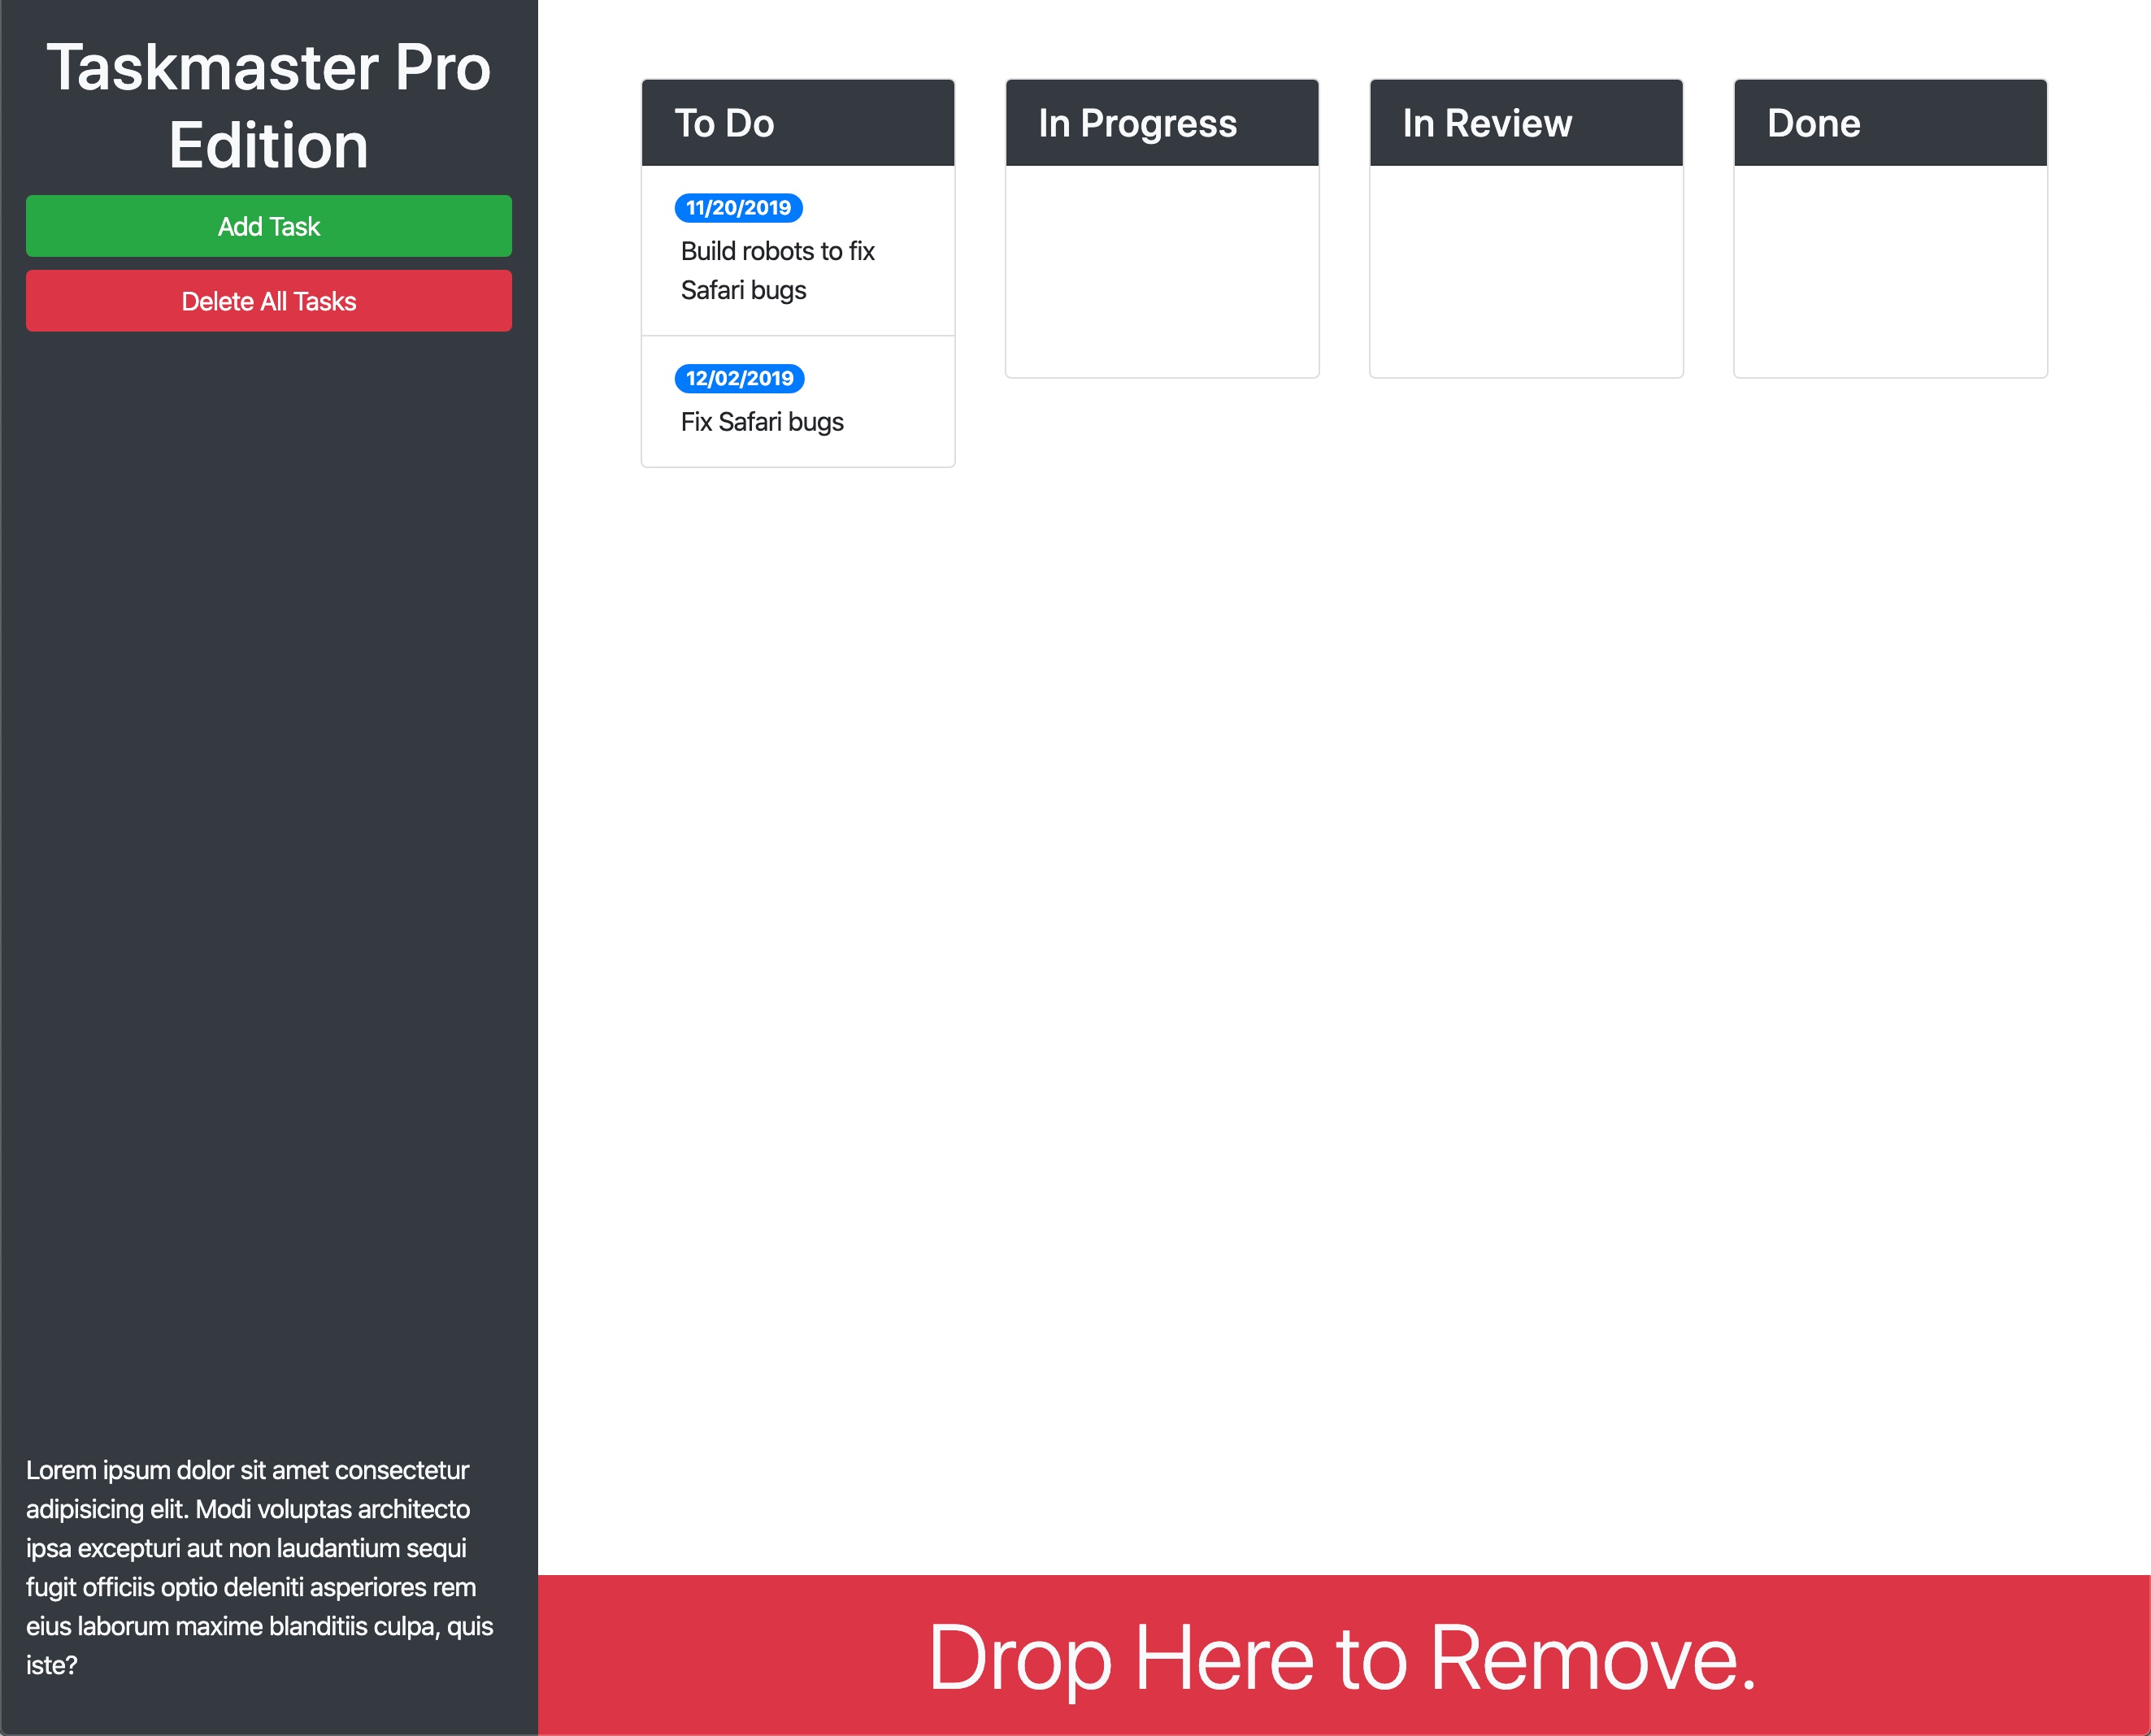 Taskmaster Pro
Edition
Add Task
Delete All Tasks
Lorem ipsum dolor sit amet consectetur
adipisicing elit. Modi voluptas architecto
ipsa excepturi aut non laudantium sequi
fugit officiis optio deleniti asperiores rem
eius laborum maxime blanditiis culpa, quis
iste?
To Do
11/20/2019
Build robots to fix
Safari bugs
12/02/2019
Fix Safari bugs
In Progress
In Review
Done
Drop Here to Remove.